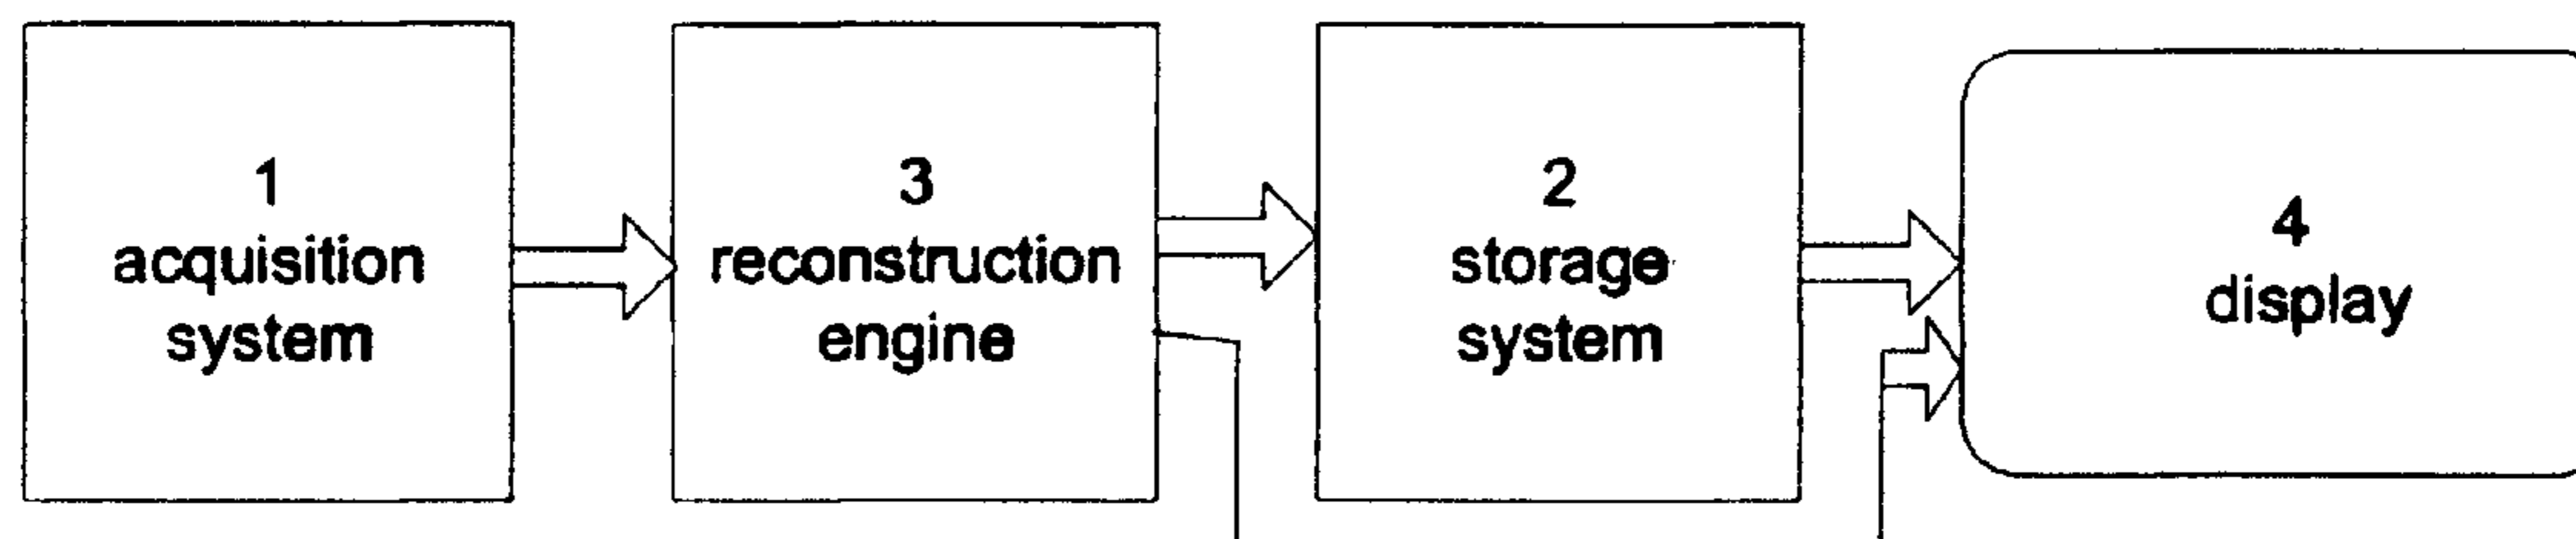 1
acquisition
system
3
reconstruction
engine
2
storage
system
4
display